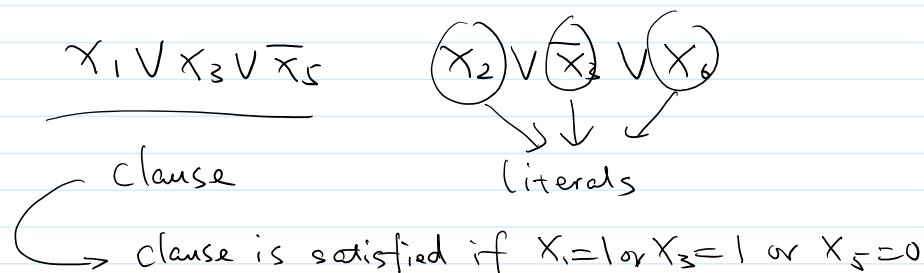 X₁ V X₃ V X̅₅ X₂ V X̅₃ V X₆
clause literals
clause is satisfied if X₁=1 or X₃=1 or X₅=0